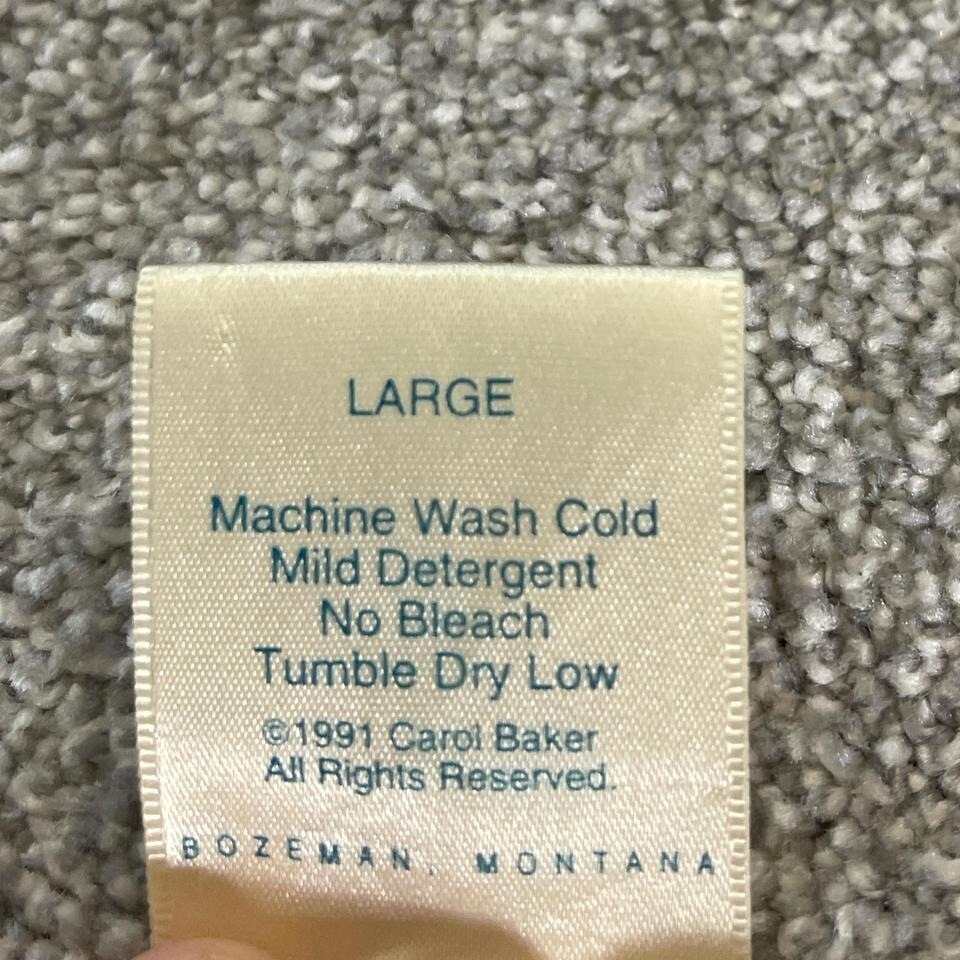 LARGE
Machine Wash Cold
Mild Detergent
No Bleach
Tumble Dry Low
©1991 Carol Baker
All Rights Reserved.
BOZEMAN, MONTANA